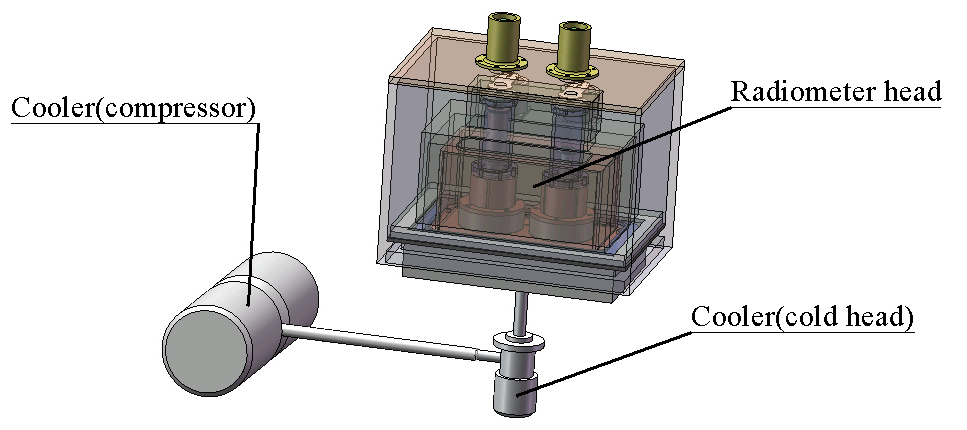 Radiometer head
Cooler(compressor)
Cooler(cold head)